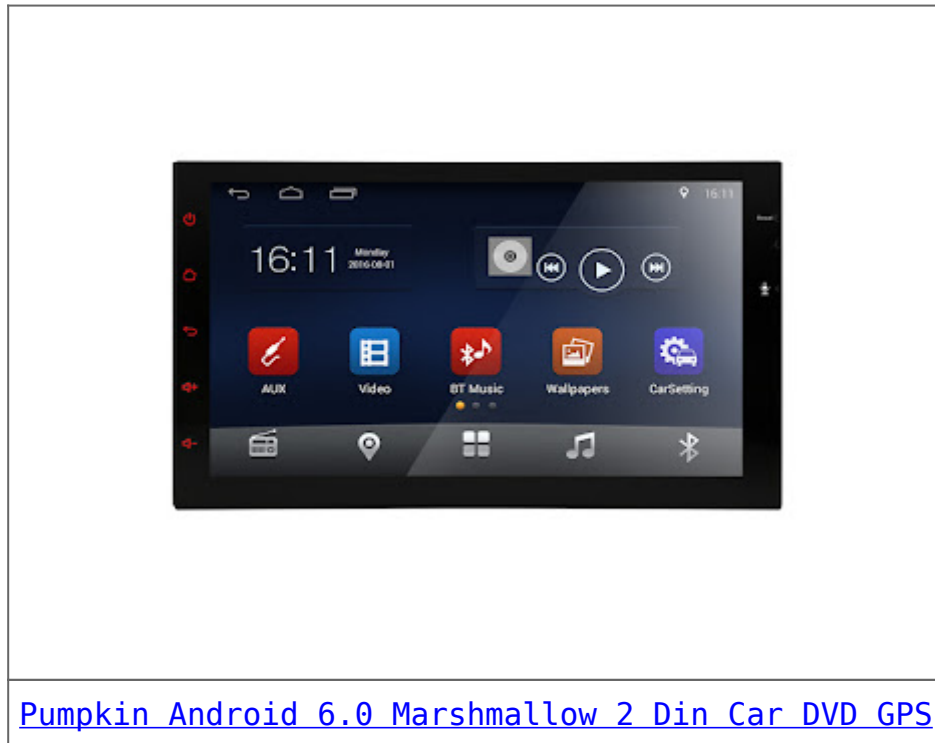 16:11
Reset
16:11 Monday
2016-08-01
AUX Video BT Music Wallpapers CarSetting
Pumpkin Android 6.0 Marshmallow 2 Din Car DVD GPS